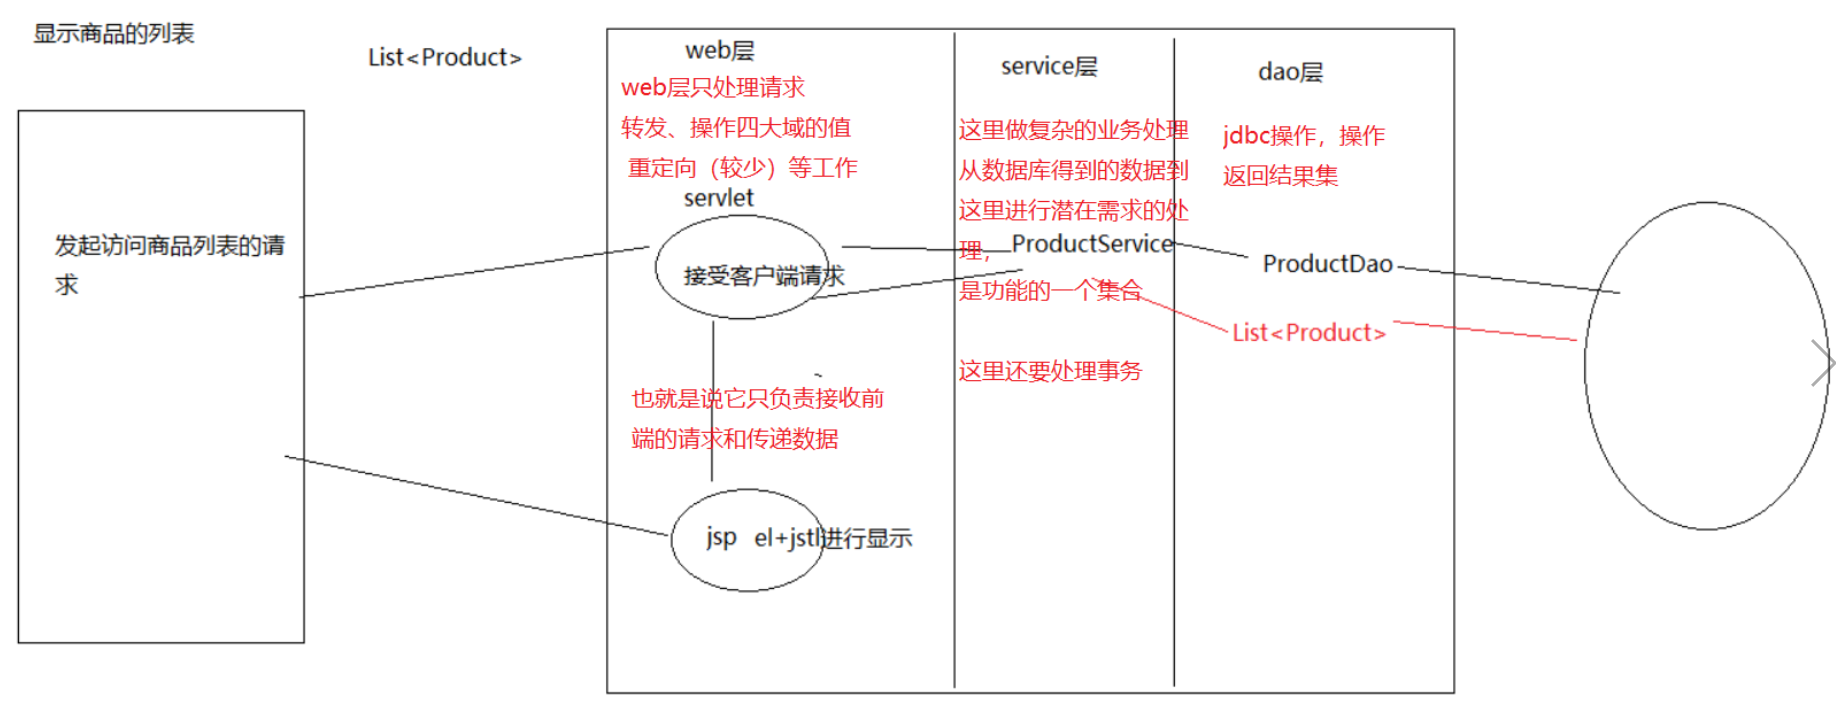 显示商品的列表
List<Product>
发起访问商品列表的请
求
web层
web层只处理请求
转发、操作四大域的值
重定向（较少）等工作
servlet
接受客户端请求
也就是说它只负责接收前
端的请求和传递数据
jsp el+jstl进行显示
service层
这里做复杂的业务处理
从数据库得到的数据到
这里进行潜在需求的处
理，
ProductService
是功能的一个集合
这里还要处理事务
dao层
jdbc操作，操作
返回结果集
ProductDao
List<Product>